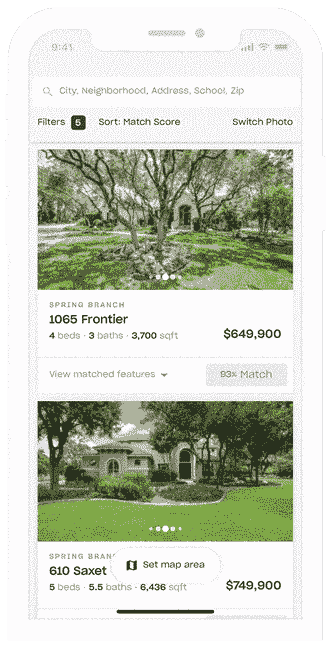 9:41
City, Neighborhood, Address, School, Zip
Filters 5 Sort: Match Score Switch Photo
SPRING BRANCH
1065 Frontier
4 beds · 3 baths · 3,700 sqft $649,900
View matched features 93% Match
SPRING BRAN
610 Saxet
Set map area
5 beds · 5.5 baths · 6,436 sqft $749,900